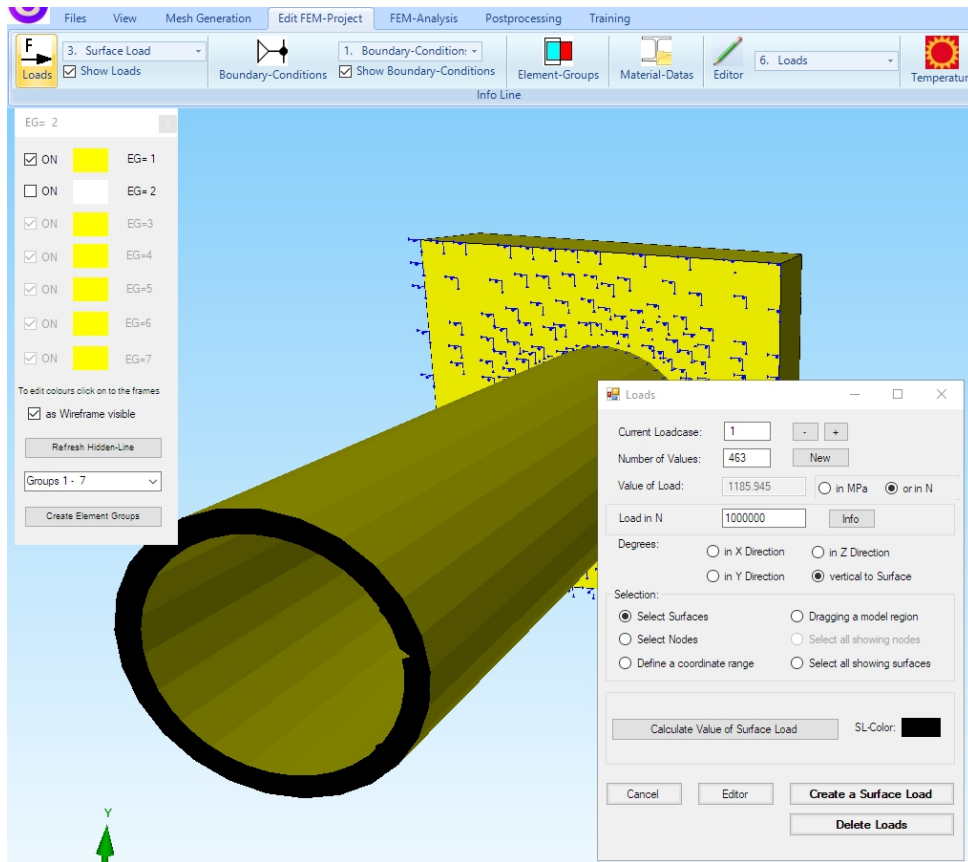 Files View Mesh Generation Edit FEM-Project FEM-Analysis Postprocessing Training
F
3. Surface Load
1. Boundary-Condition:
6. Loads
Loads Show Loads Boundary-Conditions Show Boundary-Conditions Element-Groups Material-Datas Editor Temperatur
Info Line
EG= 2
ON EG= 1
ON EG= 2
ON EG=3
ON EG=4
ON EG=5
ON EG=6
ON EG=7
To edit colours click on to the frames
as Wireframe visible
Refresh Hidden-Line
Groups 1 - 7
Create Element Groups
Y
Loads
Current Loadcase: 1 - +
Number of Values: 463 New
Value of Load: 1185.945 in MPa or in N
Load in N 1000000 Info
Degrees: in X Direction in Z Direction
in Y Direction vertical to Surface
Selection:
Select Surfaces Dragging a model region
Select Nodes Select all showing nodes
Define a coordinate range Select all showing surfaces
Calculate Value of Surface Load SL-Color:
Cancel Editor Create a Surface Load
Delete Loads